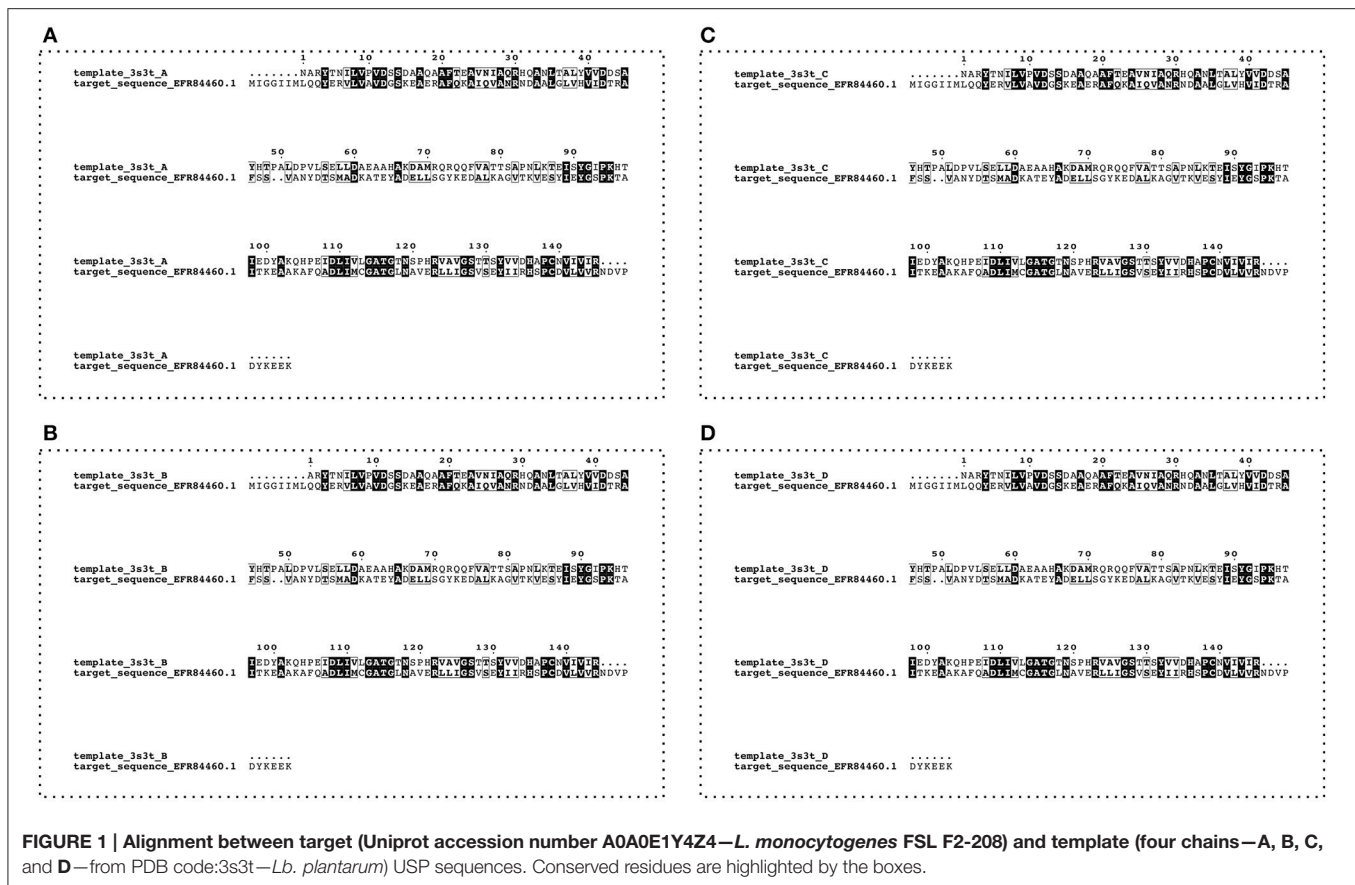 A
1 10 20 30 40
template_3s3t_A .......NARYTNILVPVDSSDAAQAAFTEAVNIAQRHQANLTALYVVDDSA
target_sequence_EFR84460.1 MIGGIIMLQQYERVLVAVDGSKEAERAFQKAIQVANRNDAALGLVHVIDTRA
50 60 70 80 90
template_3s3t_A YHTPALDPVLSELLDAEAAHAKDAMRQRQQFVATTSAPNLKTEISYGIPKHT
target_sequence_EFR84460.1 FSS..VANYDTSMADKATEYADELLSGYKEDALKAGVTKVESYIEYGSPKTA
100 110 120 130 140
template_3s3t_A IEDYAKQHPEIDLIVLGATGTNSPHRVAVGSTTSYVVDHAPCNVIVIR....
target_sequence_EFR84460.1 ITKEAAKAFQADLIMCGATGLNAVERLLIGSVSEYIIRHSPCDVLVVRNDVP
template_3s3t_A ......
target_sequence_EFR84460.1 DYKEEK
B
1 10 20 30 40
template_3s3t_B ........ARYTNILVPVDSSDAAQAAFTEAVNIAQRHQANLTALYVVDDSA
target_sequence_EFR84460.1 MIGGIIMLQQYERVLVAVDGSKEAERAFQKAIQVANRNDAALGLVHVIDTRA
50 60 70 80 90
template_3s3t_B YHTPALDPVLSELLDAEAAHAKDAMRQRQQFVATTSAPNLKTEISYGIPKHT
target_sequence_EFR84460.1 FSS..VANYDTSMADKATEYADELLSGYKEDALKAGVTKVESYIEYGSPKTA
100 110 120 130 140
template_3s3t_B IEDYAKQHPEIDLIVLGATGTNSPHRVAVGSTTSYVVDHAPCNVIVIR....
target_sequence_EFR84460.1 ITKEAAKAFQADLIMCGATGLNAVERLLIGSVSEYIIRHSPCDVLVVRNDVP
template_3s3t_B ......
target_sequence_EFR84460.1 DYKEEK
C
1 10 20 30 40
template_3s3t_C .......NARYTNILVPVDSSDAAQAAFTEAVNIAQRHQANLTALYVVDDSA
target_sequence_EFR84460.1 MIGGIIMLQQYERVLVAVDGSKEAERAFQKAIQVANRNDAALGLVHVIDTRA
50 60 70 80 90
template_3s3t_C YHTPALDPVLSELLDAEAAHAKDAMRQRQQFVATTSAPNLKTEISYGIPKHT
target_sequence_EFR84460.1 FSS..VANYDTSMADKATEYADELLSGYKEDALKAGVTKVESYIEYGSPKTA
100 110 120 130 140
template_3s3t_C IEDYAKQHPEIDLIVLGATGTNSPHRVAVGSTTSYVVDHAPCNVIVIR....
target_sequence_EFR84460.1 ITKEAAKAFQADLIMCGATGLNAVERLLIGSVSEYIIRHSPCDVLVVRNDVP
template_3s3t_C ......
target_sequence_EFR84460.1 DYKEEK
D
1 10 20 30 40
template_3s3t_D .......NARYTNILVPVDSSDAAQAAFTEAVNIAQRHQANLTALYVVDDSA
target_sequence_EFR84460.1 MIGGIIMLQQYERVLVAVDGSKEAERAFQKAIQVANRNDAALGLVHVIDTRA
50 60 70 80 90
template_3s3t_D YHTPALDPVLSELLDAEAAHAKDAMRQRQQFVATTSAPNLKTEISYGIPKHT
target_sequence_EFR84460.1 FSS..VANYDTSMADKATEYADELLSGYKEDALKAGVTKVESYIEYGSPKTA
100 110 120 130 140
template_3s3t_D IEDYAKQHPEIDLIVLGATGTNSPHRVAVGSTTSYVVDHAPCNVIVIR....
target_sequence_EFR84460.1 ITKEAAKAFQADLIMCGATGLNAVERLLIGSVSEYIIRHSPCDVLVVRNDVP
template_3s3t_D ......
target_sequence_EFR84460.1 DYKEEK
FIGURE 1 | Alignment between target (Uniprot accession number A0A0E1Y4Z4—L. monocytogenes FSL F2-208) and template (four chains—A, B, C,
and D—from PDB code:3s3t—Lb. plantarum) USP sequences. Conserved residues are highlighted by the boxes.